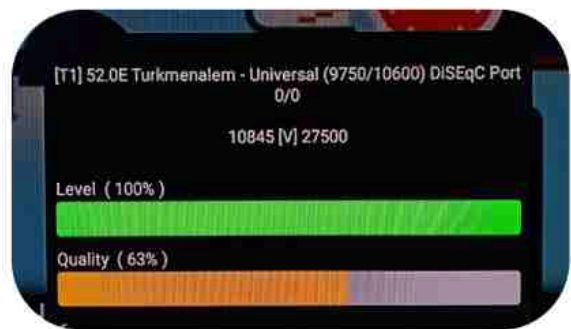 [T1] 52.0E Turkmenalem - Universal (9750/10600) DiSEqC Port
0/0
10845 [V] 27500
Level ( 100% )
Quality ( 63% )